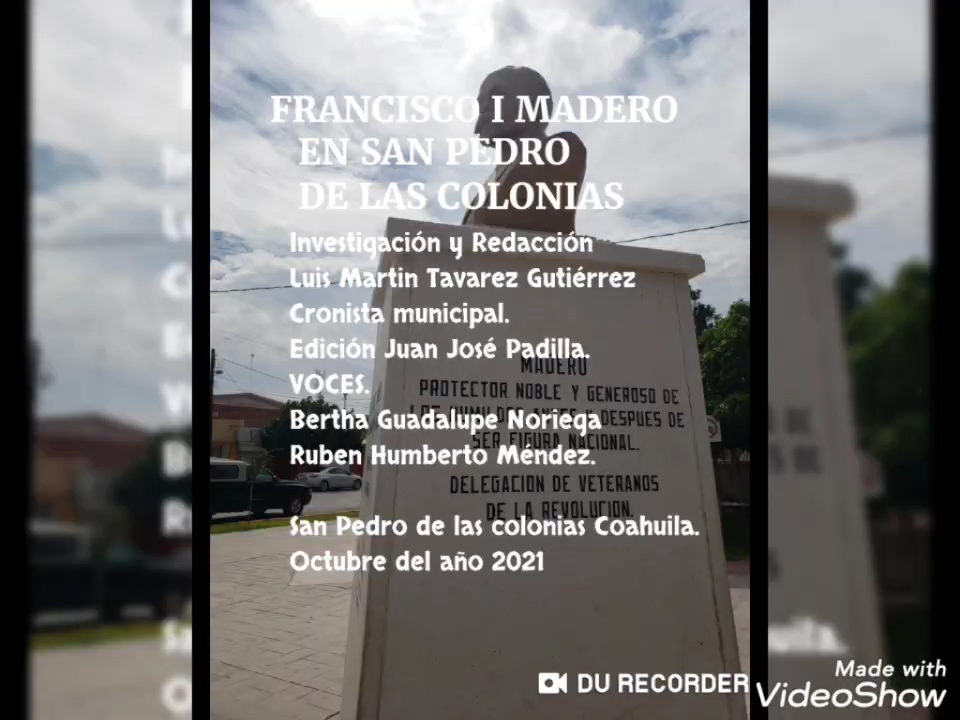 FRANCISCO I MADERO
EN SAN PEDRO
DE LAS COLONIAS
Investigación y Redacción
Luis Martin Tavarez Gutiérrez
Cronista municipal.
Edición Juan José Padilla.
VOCES.
Bertha Guadalupe Noriega
Ruben Humberto Méndez.
San Pedro de las colonias Coahuila.
Octubre del año 2021
MADERO
PROTECTOR NOBLE Y GENEROSO DE
DESPUES DE
SER FIGURA NACIONAL.
DELEGACION DE VETERANOS
DE LA REVOLUCION.
DU RECORDER
Made with
VideoShow